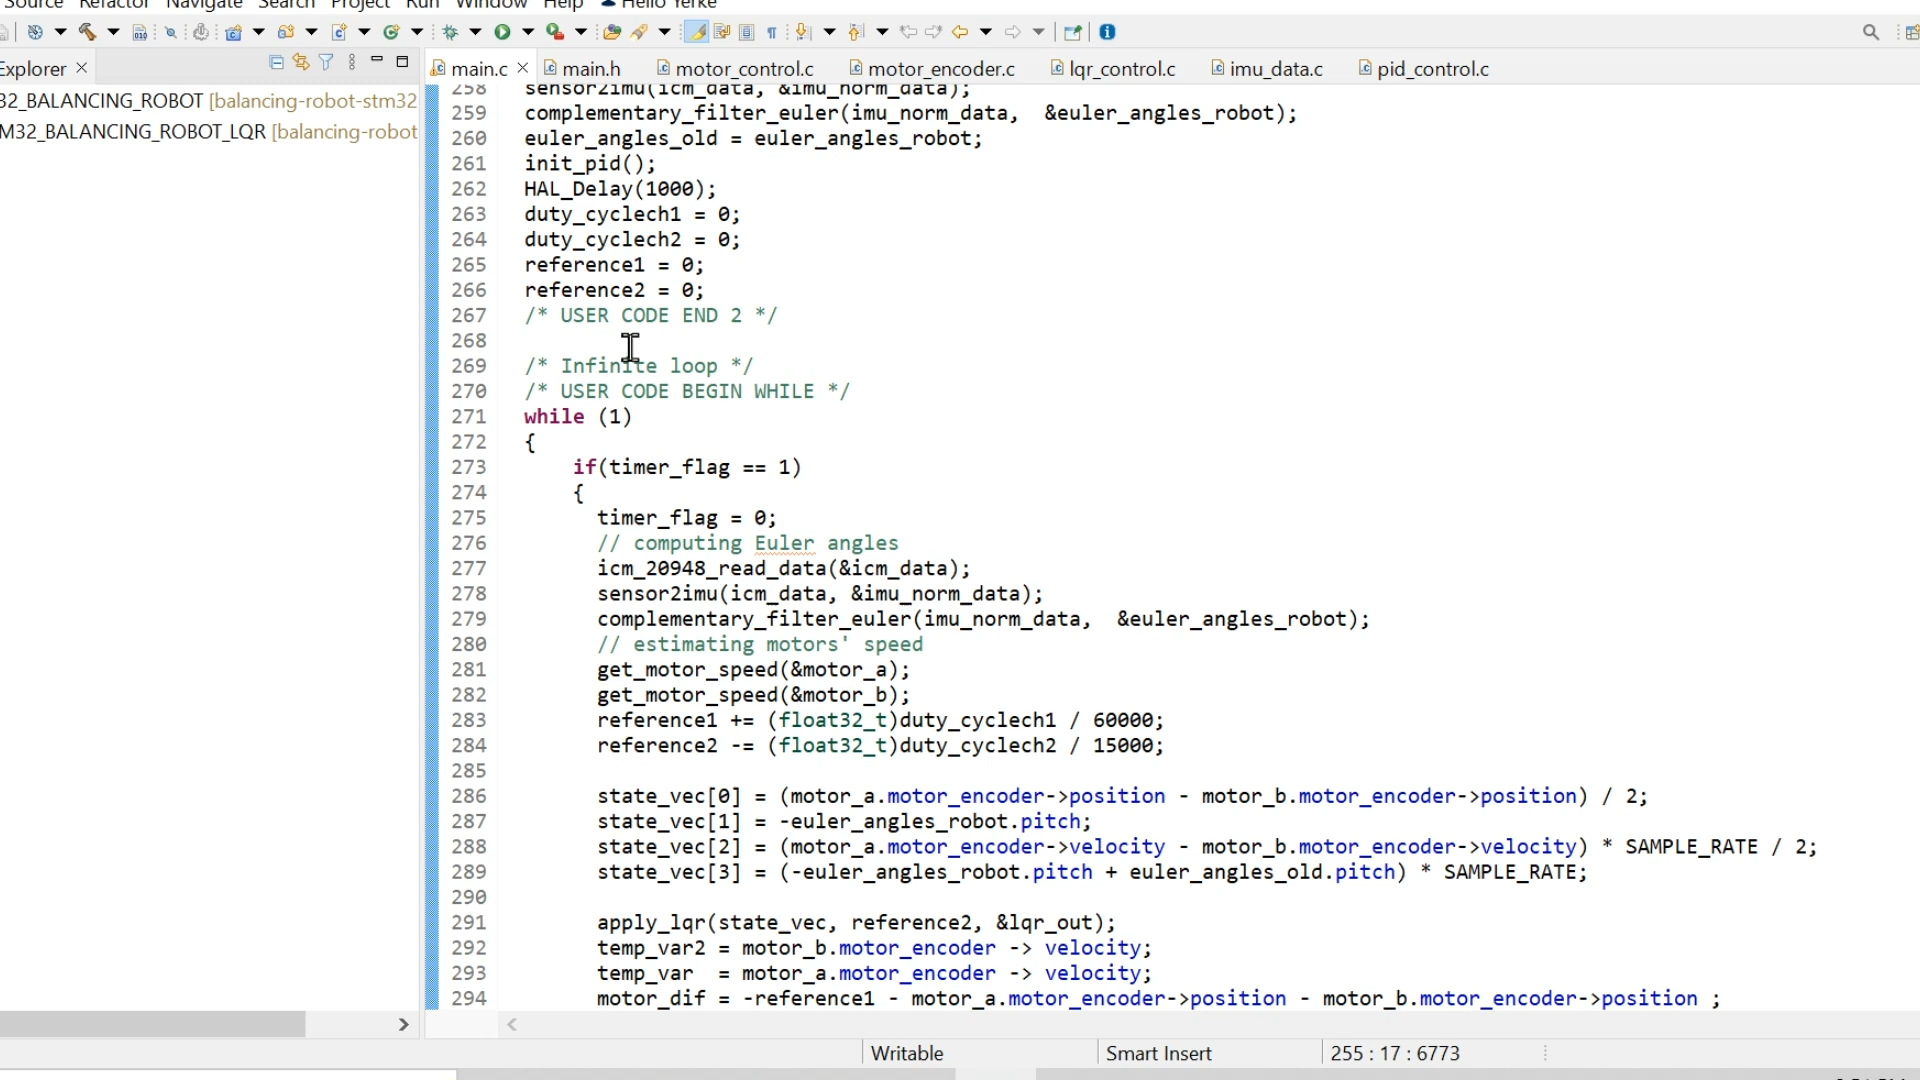 Source Refactor Navigate Search Project Run Window Help Hello Yerke
Explorer
main.c
main.h
motor_control.c
motor_encoder.c
lqr_control.c
imu_data.c
pid_control.c
32_BALANCING_ROBOT [balancing-robot-stm32
M32_BALANCING_ROBOT_LQR [balancing-robot
258 sensor2imu(icm_data, &imu_norm_data);
259 complementary_filter_euler(imu_norm_data,  &euler_angles_robot);
260 euler_angles_old = euler_angles_robot;
261 init_pid();
262 HAL_Delay(1000);
263 duty_cyclech1 = 0;
264 duty_cyclech2 = 0;
265 reference1 = 0;
266 reference2 = 0;
267 /* USER CODE END 2 */
268
269 /* Infinite loop */
270 /* USER CODE BEGIN WHILE */
271 while (1)
272 {
273     if(timer_flag == 1)
274     {
275       timer_flag = 0;
276       // computing Euler angles
277       icm_20948_read_data(&icm_data);
278       sensor2imu(icm_data, &imu_norm_data);
279       complementary_filter_euler(imu_norm_data,  &euler_angles_robot);
280       // estimating motors' speed
281       get_motor_speed(&motor_a);
282       get_motor_speed(&motor_b);
283       reference1 += (float32_t)duty_cyclech1 / 60000;
284       reference2 -= (float32_t)duty_cyclech2 / 15000;
285
286       state_vec[0] = (motor_a.motor_encoder->position - motor_b.motor_encoder->position) / 2;
287       state_vec[1] = -euler_angles_robot.pitch;
288       state_vec[2] = (motor_a.motor_encoder->velocity - motor_b.motor_encoder->velocity) * SAMPLE_RATE / 2;
289       state_vec[3] = (-euler_angles_robot.pitch + euler_angles_old.pitch) * SAMPLE_RATE;
290
291       apply_lqr(state_vec, reference2, &lqr_out);
292       temp_var2 = motor_b.motor_encoder -> velocity;
293       temp_var  = motor_a.motor_encoder -> velocity;
294       motor_dif = -reference1 - motor_a.motor_encoder->position - motor_b.motor_encoder->position ;
Writable
Smart Insert
255 : 17 : 6773